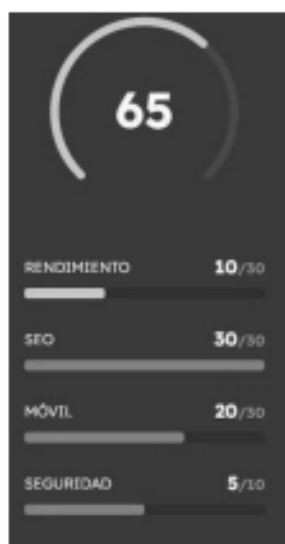 65
RENDIMIENTO 10/30
SEO 30/30
MÓVIL 20/30
SEGURIDAD 5/10